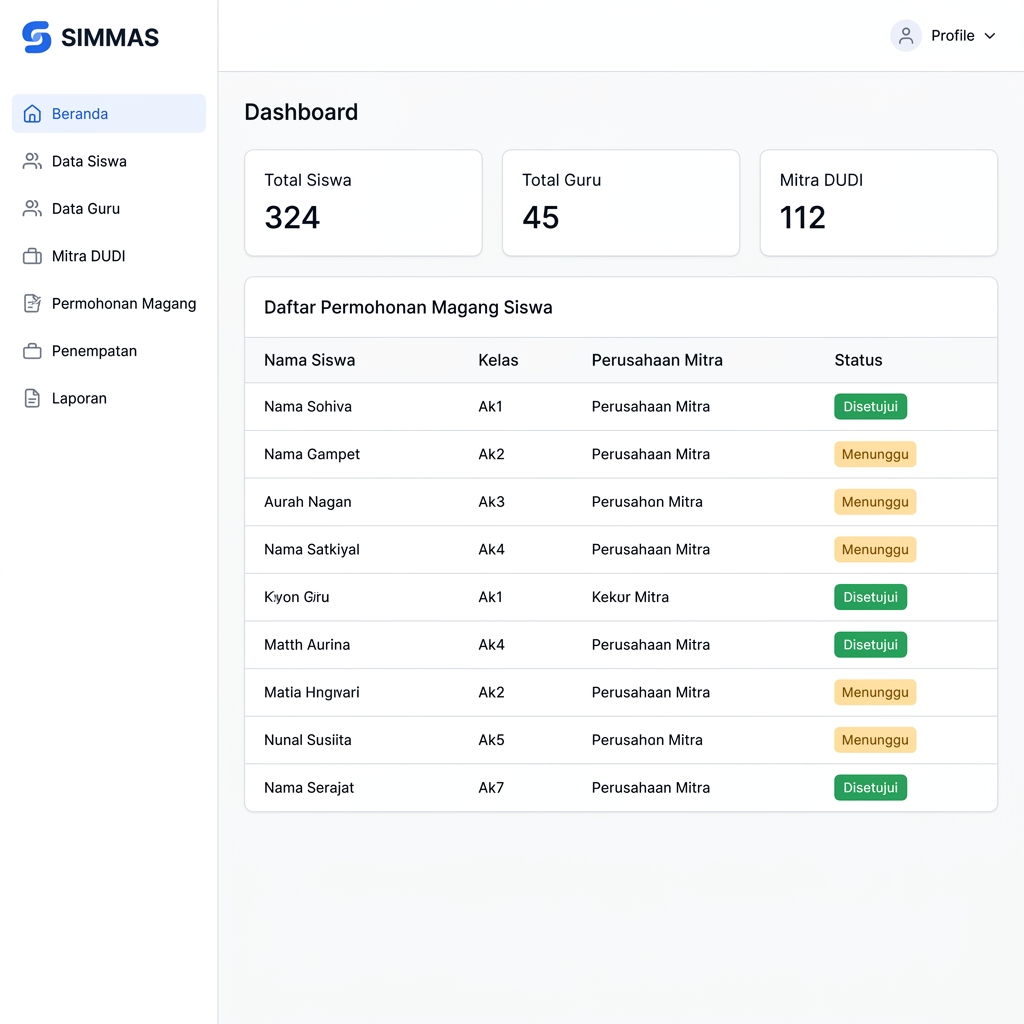 SIMMAS
Profile
Beranda
Data Siswa
Data Guru
Mitra DUDI
Permohonan Magang
Penempatan
Laporan
Dashboard
Total Siswa Total Guru Mitra DUDI
324 45 112
Daftar Permohonan Magang Siswa
Nama Siswa Kelas Perusahaan Mitra Status
Nama Sohiva Ak1 Perusahaan Mitra Disetujui
Nama Gampet Ak2 Perusahaan Mitra Menunggu
Aurah Nagan Ak3 Perusahon Mitra Menunggu
Nama Satkiyal Ak4 Perusahaan Mitra Menunggu
Ak1 Mitra Disetujui
Matth Aurina Ak4 Perusahaan Mitra Disetujui
Matia Ak2 Perusahaan Mitra Menunggu
Nunal Susiita Ak5 Perusahon Mitra Menunggu
Nama Serajat Ak7 Perusahaan Mitra Disetujui